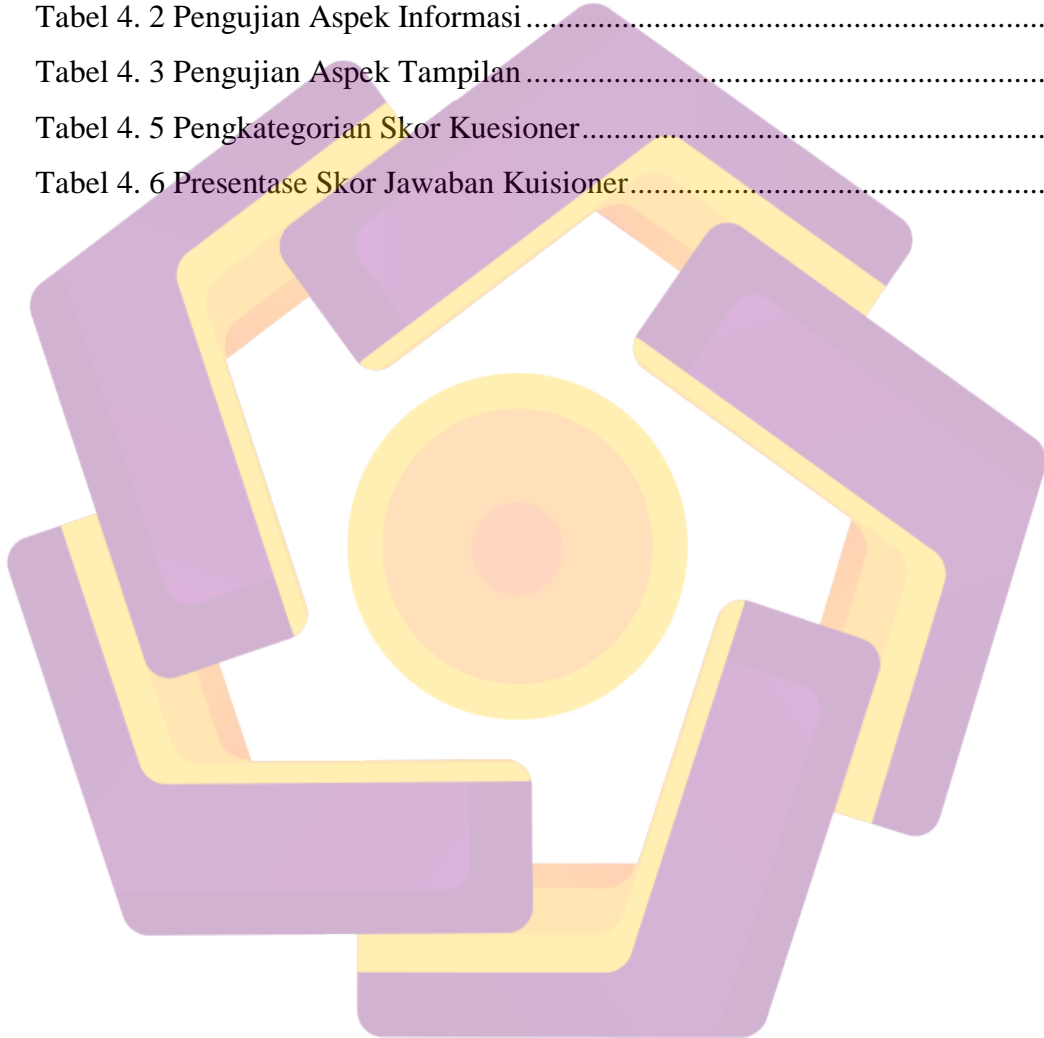 Tabel 4. 2 Pengujian Aspek Informasi................................................................
Tabel 4. 3 Pengujian Aspek Tampilan................................................................
Tabel 4. 5 Pengkategorian Skor Kuesioner.........................................................
Tabel 4. 6 Presentase Skor Jawaban Kuisioner...................................................